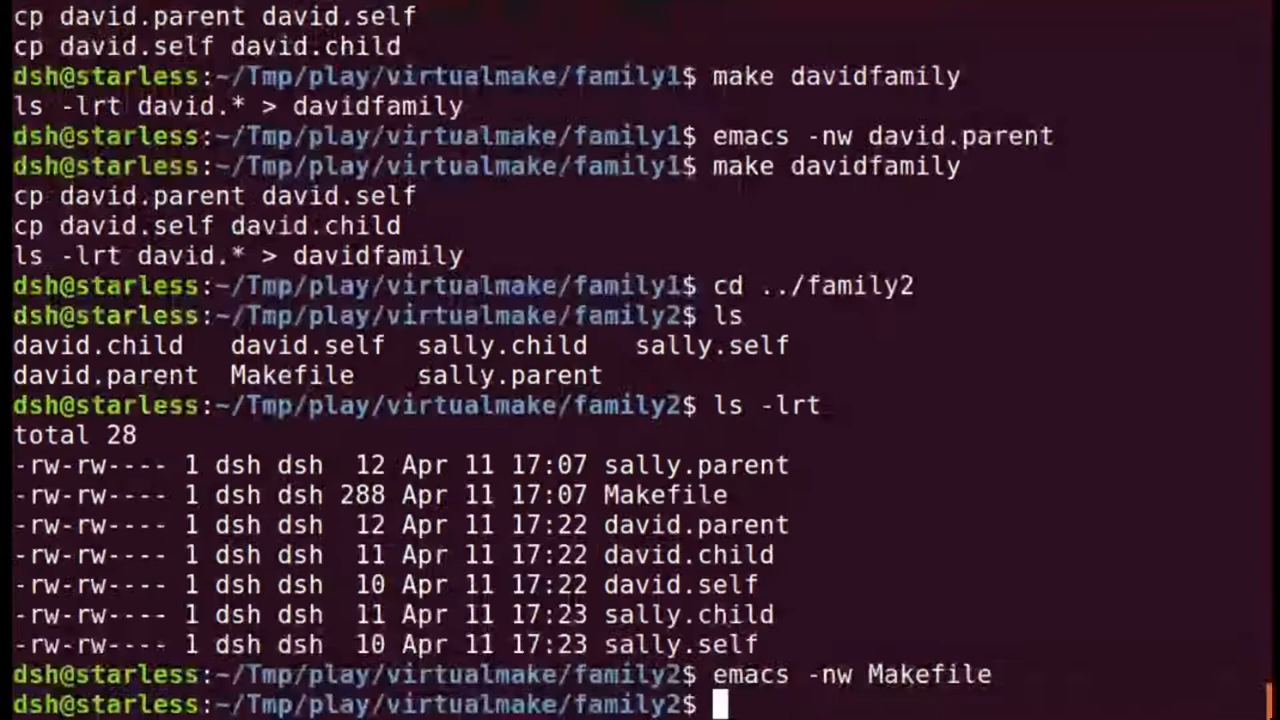 cp david.parent david.self
cp david.self david.child
dsh@starless:~/Tmp/play/virtualmake/family1$ make davidfamily
ls -lrt david.* > davidfamily
dsh@starless:~/Tmp/play/virtualmake/family1$ emacs -nw david.parent
dsh@starless:~/Tmp/play/virtualmake/family1$ make davidfamily
cp david.parent david.self
cp david.self david.child
ls -lrt david.* > davidfamily
dsh@starless:~/Tmp/play/virtualmake/family1$ cd ../family2
dsh@starless:~/Tmp/play/virtualmake/family2$ ls
david.child   david.self  sally.child   sally.self
david.parent  Makefile    sally.parent
dsh@starless:~/Tmp/play/virtualmake/family2$ ls -lrt
total 28
-rw-rw---- 1 dsh dsh  12 Apr 11 17:07 sally.parent
-rw-rw---- 1 dsh dsh 288 Apr 11 17:07 Makefile
-rw-rw---- 1 dsh dsh  12 Apr 11 17:22 david.parent
-rw-rw---- 1 dsh dsh  11 Apr 11 17:22 david.child
-rw-rw---- 1 dsh dsh  10 Apr 11 17:22 david.self
-rw-rw---- 1 dsh dsh  11 Apr 11 17:23 sally.child
-rw-rw---- 1 dsh dsh  10 Apr 11 17:23 sally.self
dsh@starless:~/Tmp/play/virtualmake/family2$ emacs -nw Makefile
dsh@starless:~/Tmp/play/virtualmake/family2$